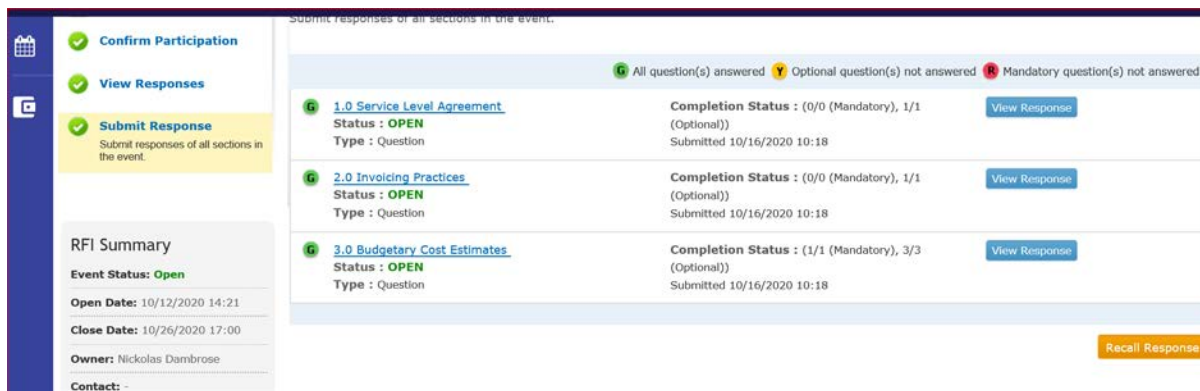 Submit responses of all sections in the event.
Confirm Participation
View Responses
Submit Response
Submit responses of all sections in
the event.
G All question(s) answered Y Optional question(s) not answered R Mandatory question(s) not answered
G 1.0 Service Level Agreement
Status : OPEN
Type : Question
Completion Status : (0/0 (Mandatory), 1/1
(Optional))
Submitted 10/16/2020 10:18
View Response
G 2.0 Invoicing Practices
Status : OPEN
Type : Question
Completion Status : (0/0 (Mandatory), 1/1
(Optional))
Submitted 10/16/2020 10:18
View Response
G 3.0 Budgetary Cost Estimates
Status : OPEN
Type : Question
Completion Status : (1/1 (Mandatory), 3/3
(Optional))
Submitted 10/16/2020 10:18
View Response
Recall Response
RFI Summary
Event Status: Open
Open Date: 10/12/2020 14:21
Close Date: 10/26/2020 17:00
Owner: Nickolas Dambrose
Contact: -